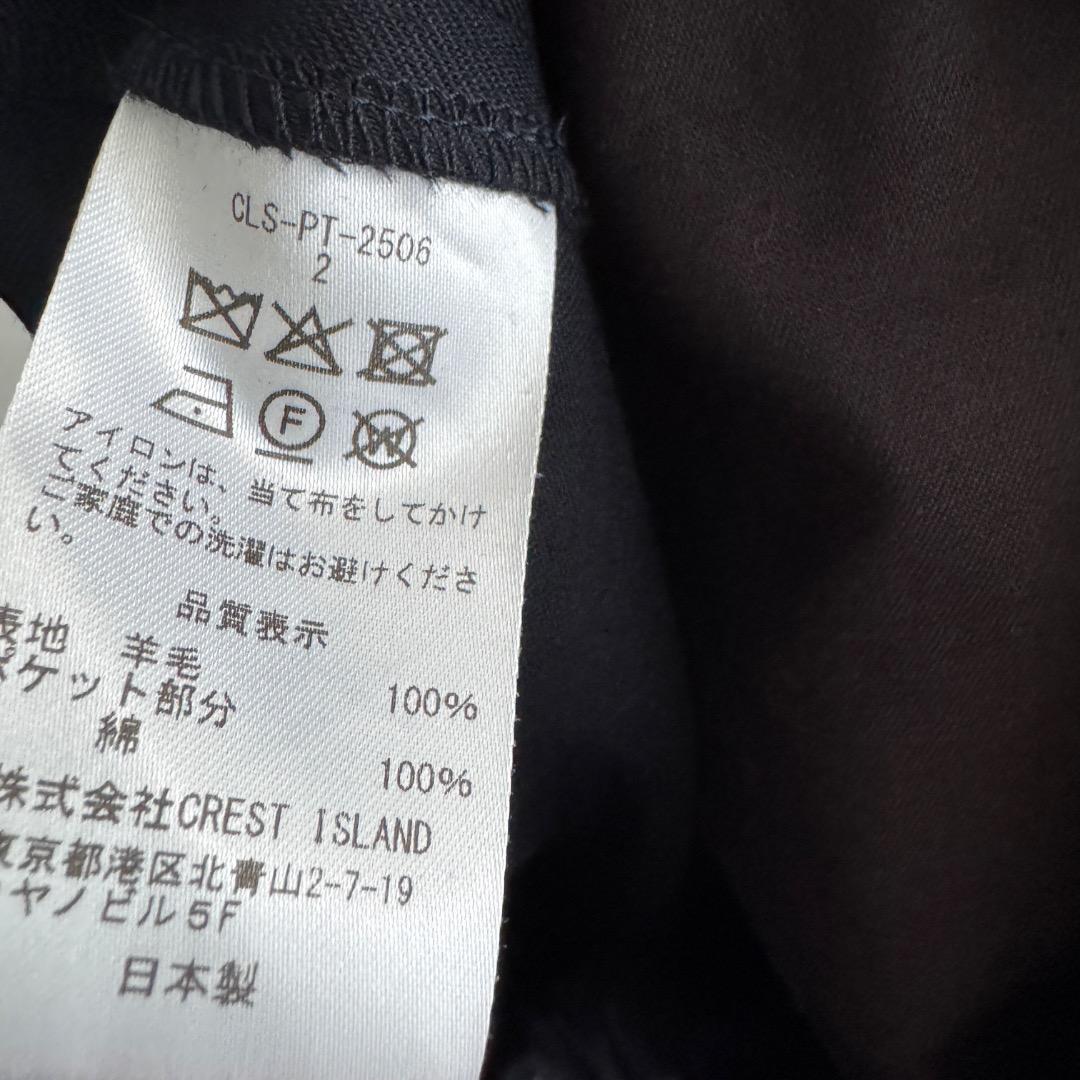 CLS-PT-2506
2
F
W
アイロンは、当て布をしてかけ
てください。
ご家庭での洗濯はお避けくださ
い。
品質表示
表地 羊毛
100%
ポケット部分
綿
100%
株式会社CREST ISLAND
東京都港区北青山2-7-19
ヤノビル5F
日本製